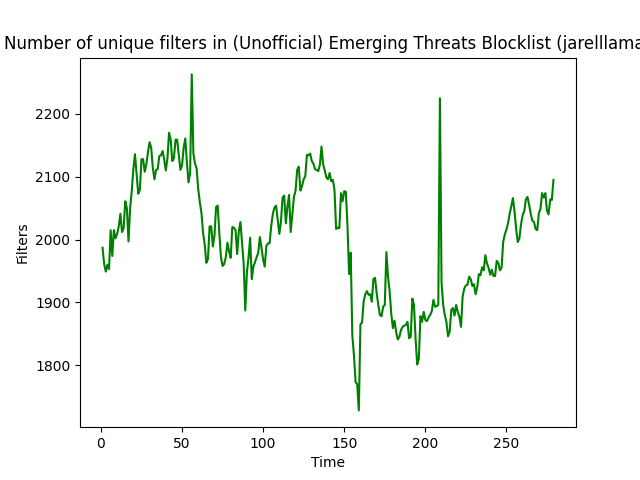 Number of unique filters in (Unofficial) Emerging Threats Blocklist (jarelllama
2200
2100
2000
1900
1800
Filters
0 50 100 150 200 250
Time